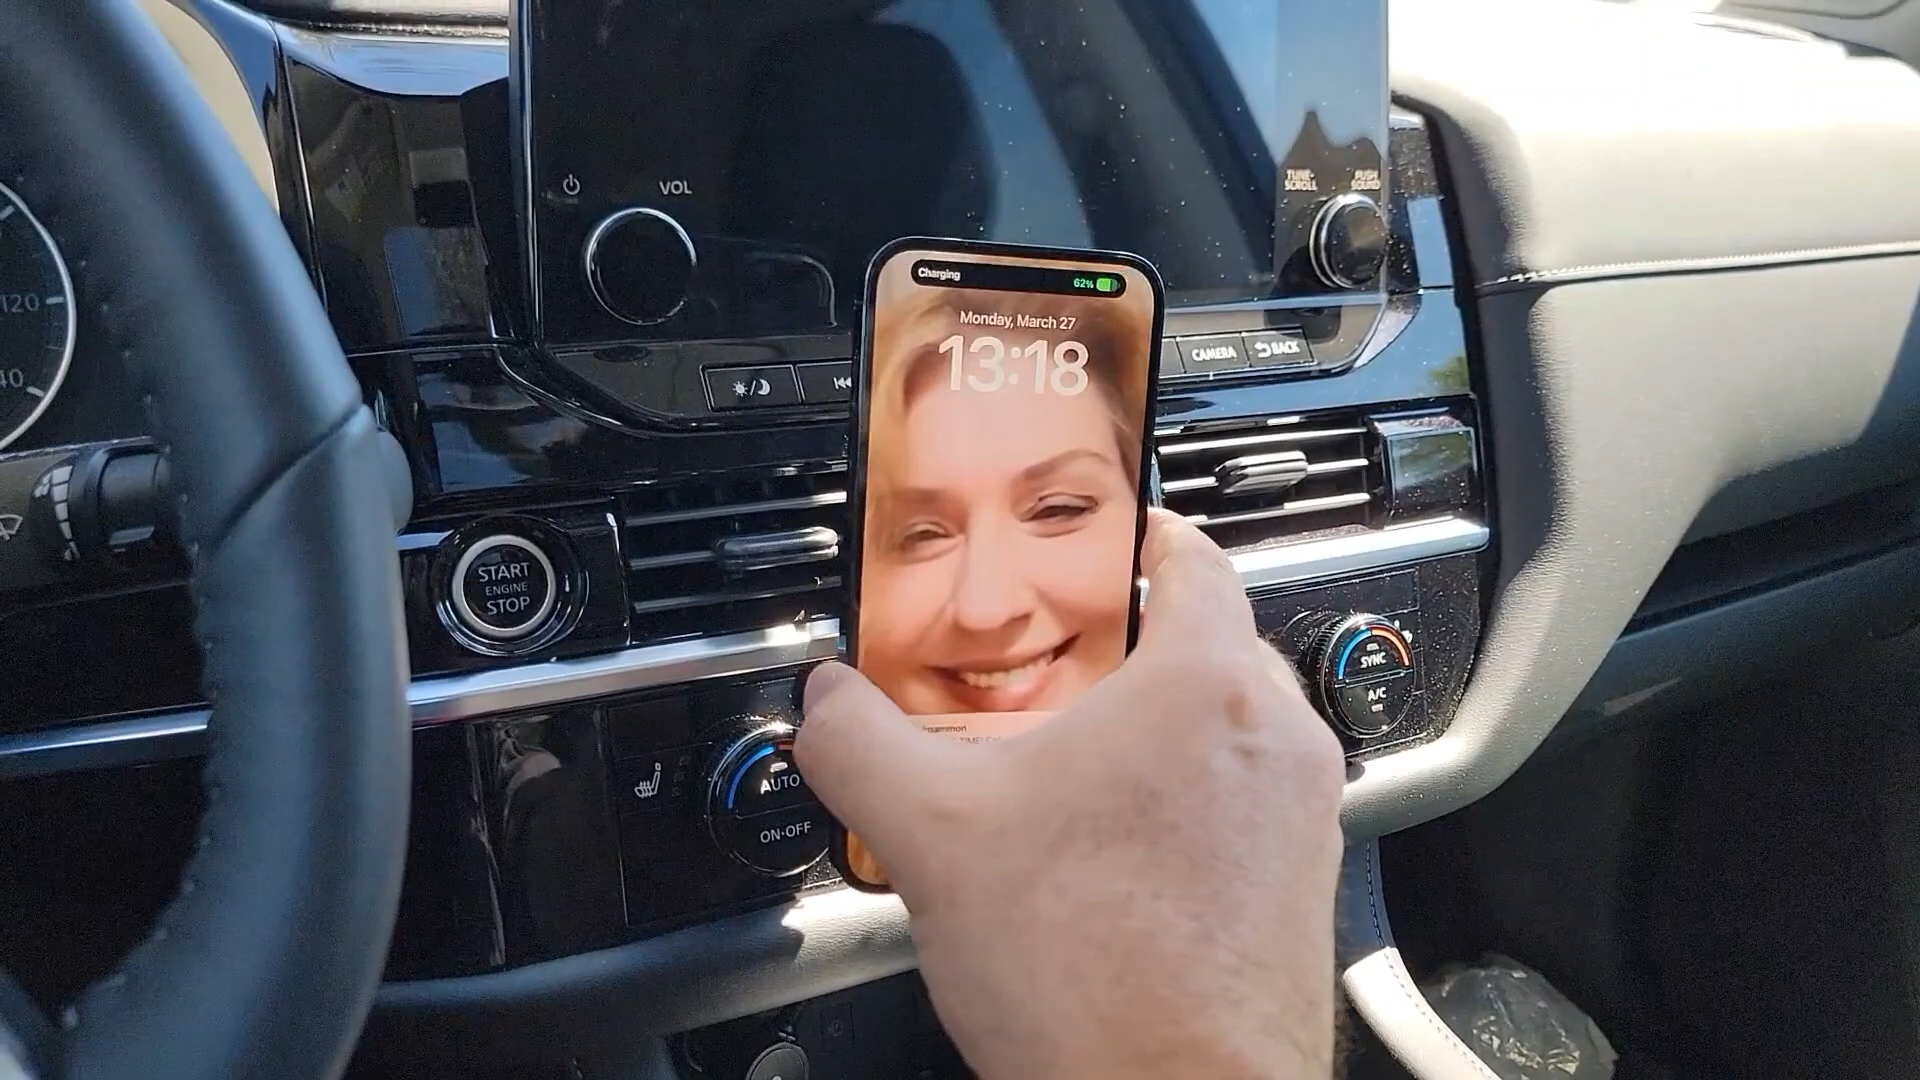 120
40
VOL
TUNE·
SCROLL
PUSH
SOUND
Charging
62%
Monday, March 27
13:18
CAMERA
BACK
START
ENGINE
STOP
SYNC
A/C
AUTO
ON·OFF